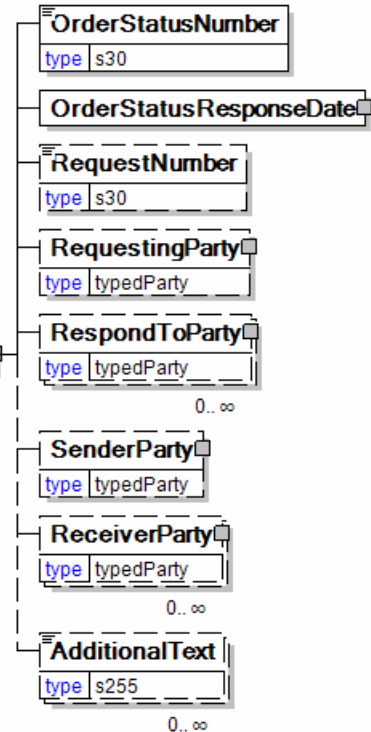 OrderStatusNumber
type s30
OrderStatusResponseDate
RequestNumber
type s30
RequestingParty
type typedParty
RespondToParty
type typedParty
0.. ∞
SenderParty
type typedParty
ReceiverParty
type typedParty
0.. ∞
AdditionalText
type s255
0.. ∞